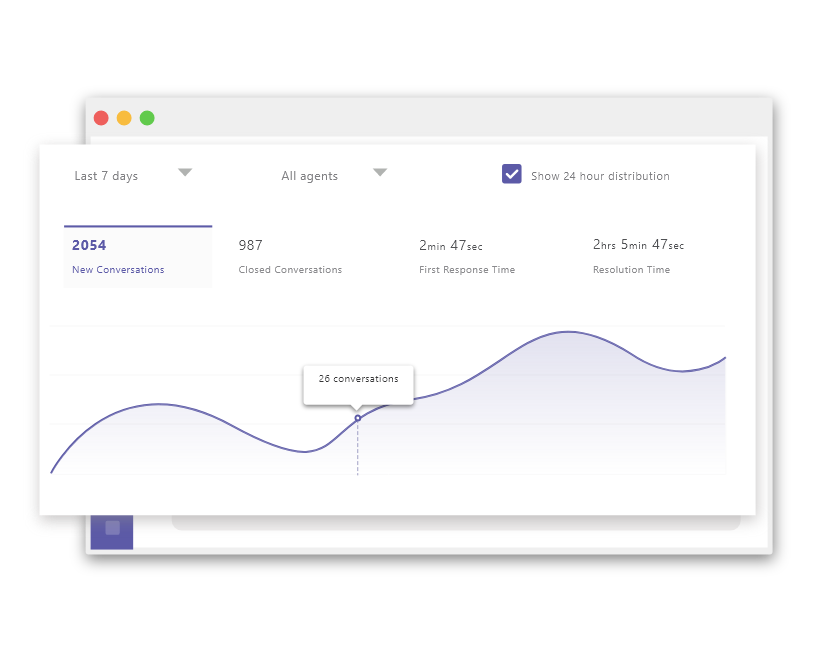 Last 7 days
All agents
Show 24 hour distribution
2054
New Conversations
987
Closed Conversations
2min 47sec
First Response Time
2hrs 5min 47sec
Resolution Time
26 conversations